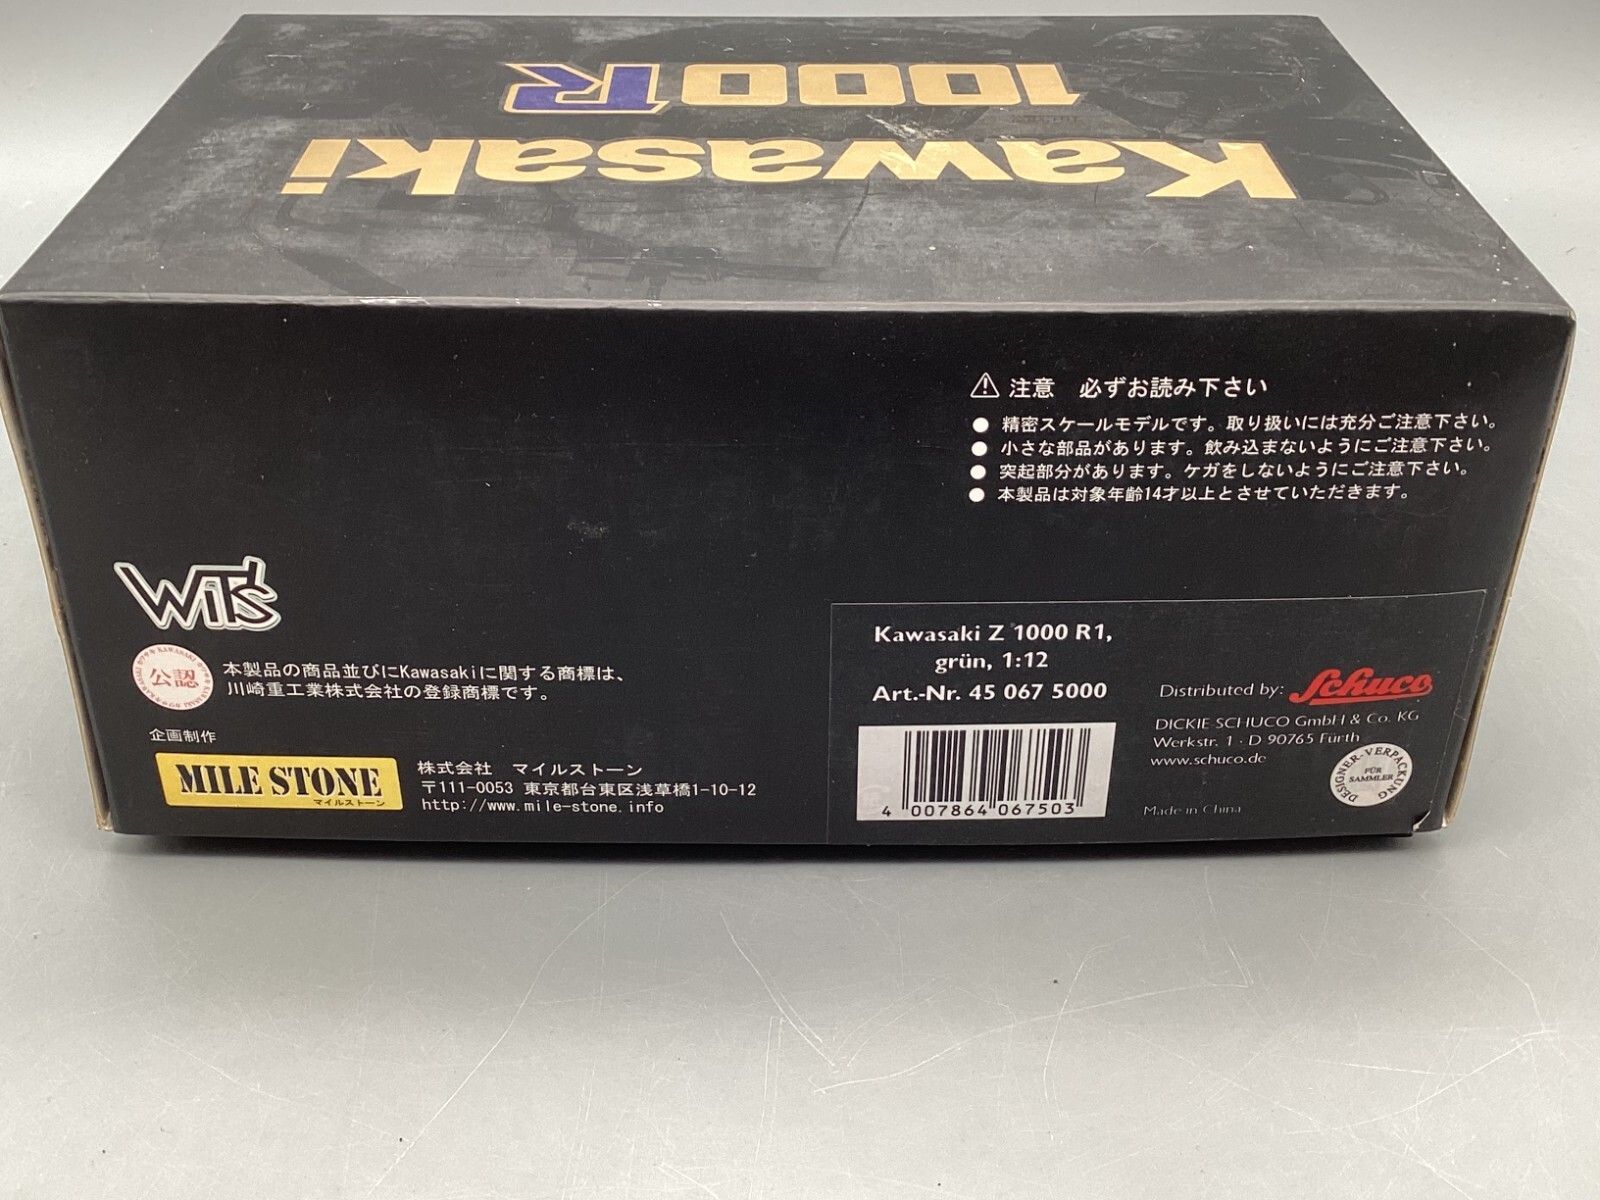 Kawasaki
1000R
⚠ 注意　必ずお読み下さい
● 精密スケールモデルです。取り扱いには充分ご注意下さい。
● 小さな部品があります。飲み込まないようにご注意下さい。
● 突起部分があります。ケガをしないようにご注意下さい。
● 本製品は対象年齢14才以上とさせていただきます。
WiT'S
公認
本製品の商品並びにKawasakiに関する商標は、
川崎重工業株式会社の登録商標です。
企画制作
MILE STONE
マイルストーン
株式会社　マイルストーン
〒111-0053 東京都台東区浅草橋1-10-12
http://www.mile-stone.info
Kawasaki Z 1000 R1,
grün, 1:12
Art.-Nr. 45 067 5000
4 007864 067503
Distributed by: Schuco
DICKIE SCHUCO GmbH & Co. KG
Werkstr. 1 · D 90765 Fürth
www.schuco.de
DESIGNER-VERPACKUNG
FÜR
SAMMLER
Made in China